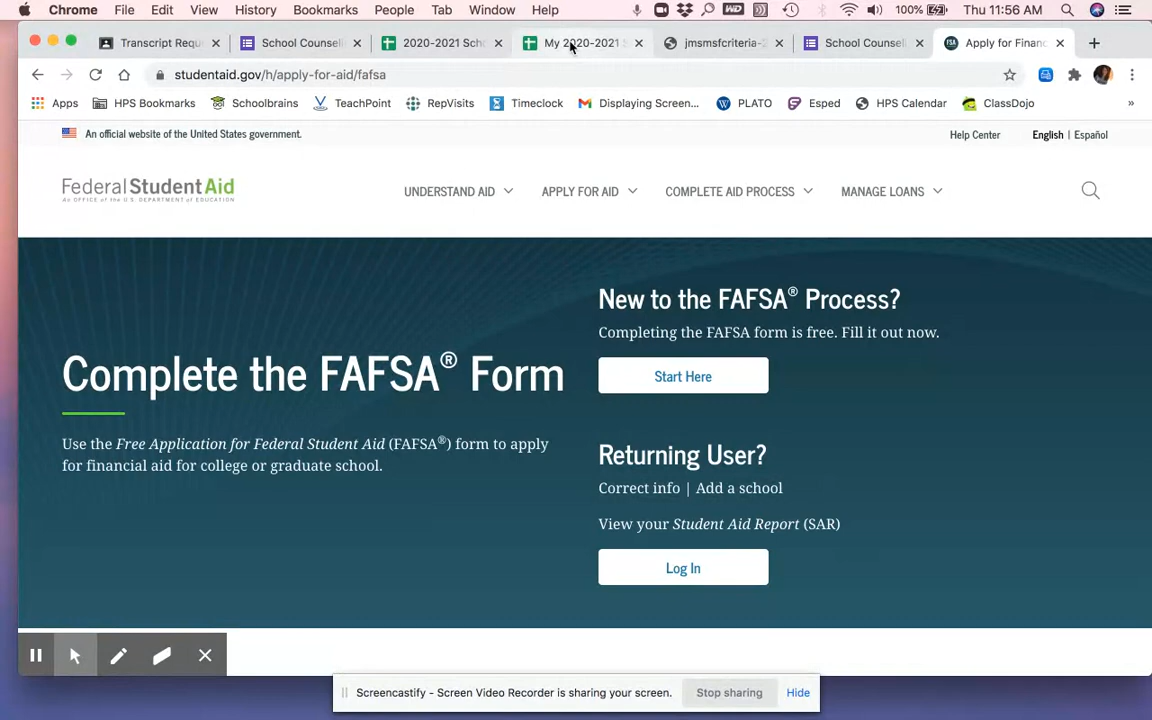 Chrome File Edit View History Bookmarks People Tab Window Help 100% Thu 11:56 AM
Transcript Requ School Counseli 2020-2021 Sch My 2020-2021 S jmsmsfcriteria-2 School Counseli FSA Apply for Financ
studentaid.gov/h/apply-for-aid/fafsa
Apps HPS Bookmarks Schoolbrains TeachPoint RepVisits Timeclock Displaying Screen... PLATO Esped HPS Calendar ClassDojo »
An official website of the United States government. Help Center English | Español
Federal Student Aid UNDERSTAND AID APPLY FOR AID COMPLETE AID PROCESS MANAGE LOANS
An OFFICE of the U.S. DEPARTMENT of EDUCATION
New to the FAFSA® Process?
Completing the FAFSA form is free. Fill it out now.
Start Here
Complete the FAFSA® Form
Use the Free Application for Federal Student Aid (FAFSA®) form to apply
for financial aid for college or graduate school.
Returning User?
Correct info | Add a school
View your Student Aid Report (SAR)
Log In
Screencastify - Screen Video Recorder is sharing your screen. Stop sharing Hide